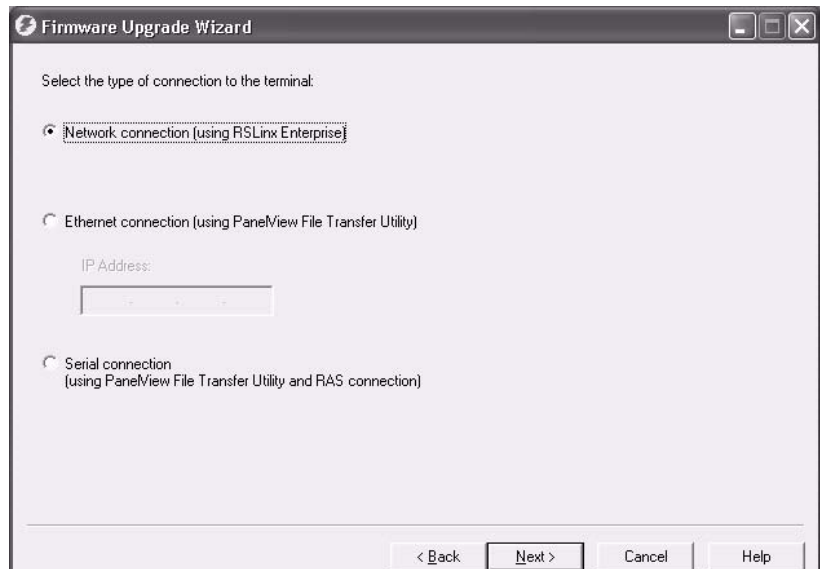 Firmware Upgrade Wizard
Select the type of connection to the terminal:
Network connection (using RSLinx Enterprise)
Ethernet connection (using PanelView File Transfer Utility)
IP Address:
Serial connection
(using PanelView File Transfer Utility and RAS connection)
< Back Next > Cancel Help